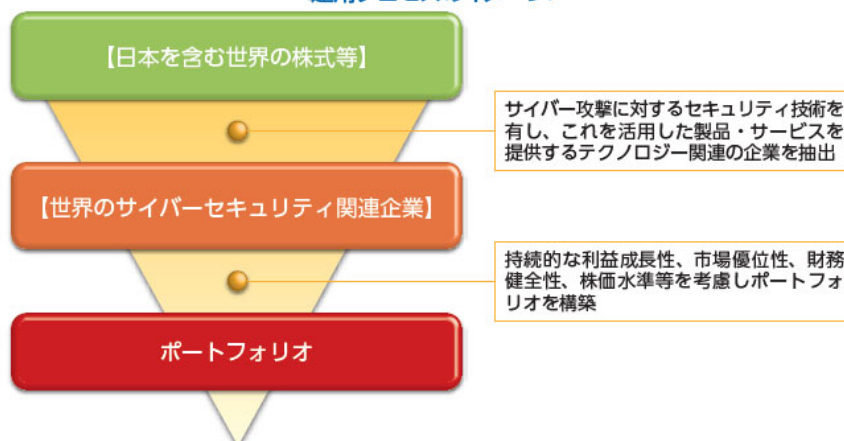 【日本を含む世界の株式等】
サイバー攻撃に対するセキュリティ技術を
有し、これを活用した製品・サービスを
提供するテクノロジー関連の企業を抽出
【世界のサイバーセキュリティ関連企業】
持続的な利益成長性、市場優位性、財務
健全性、株価水準等を考慮しポートフォ
リオを構築
ポートフォリオ